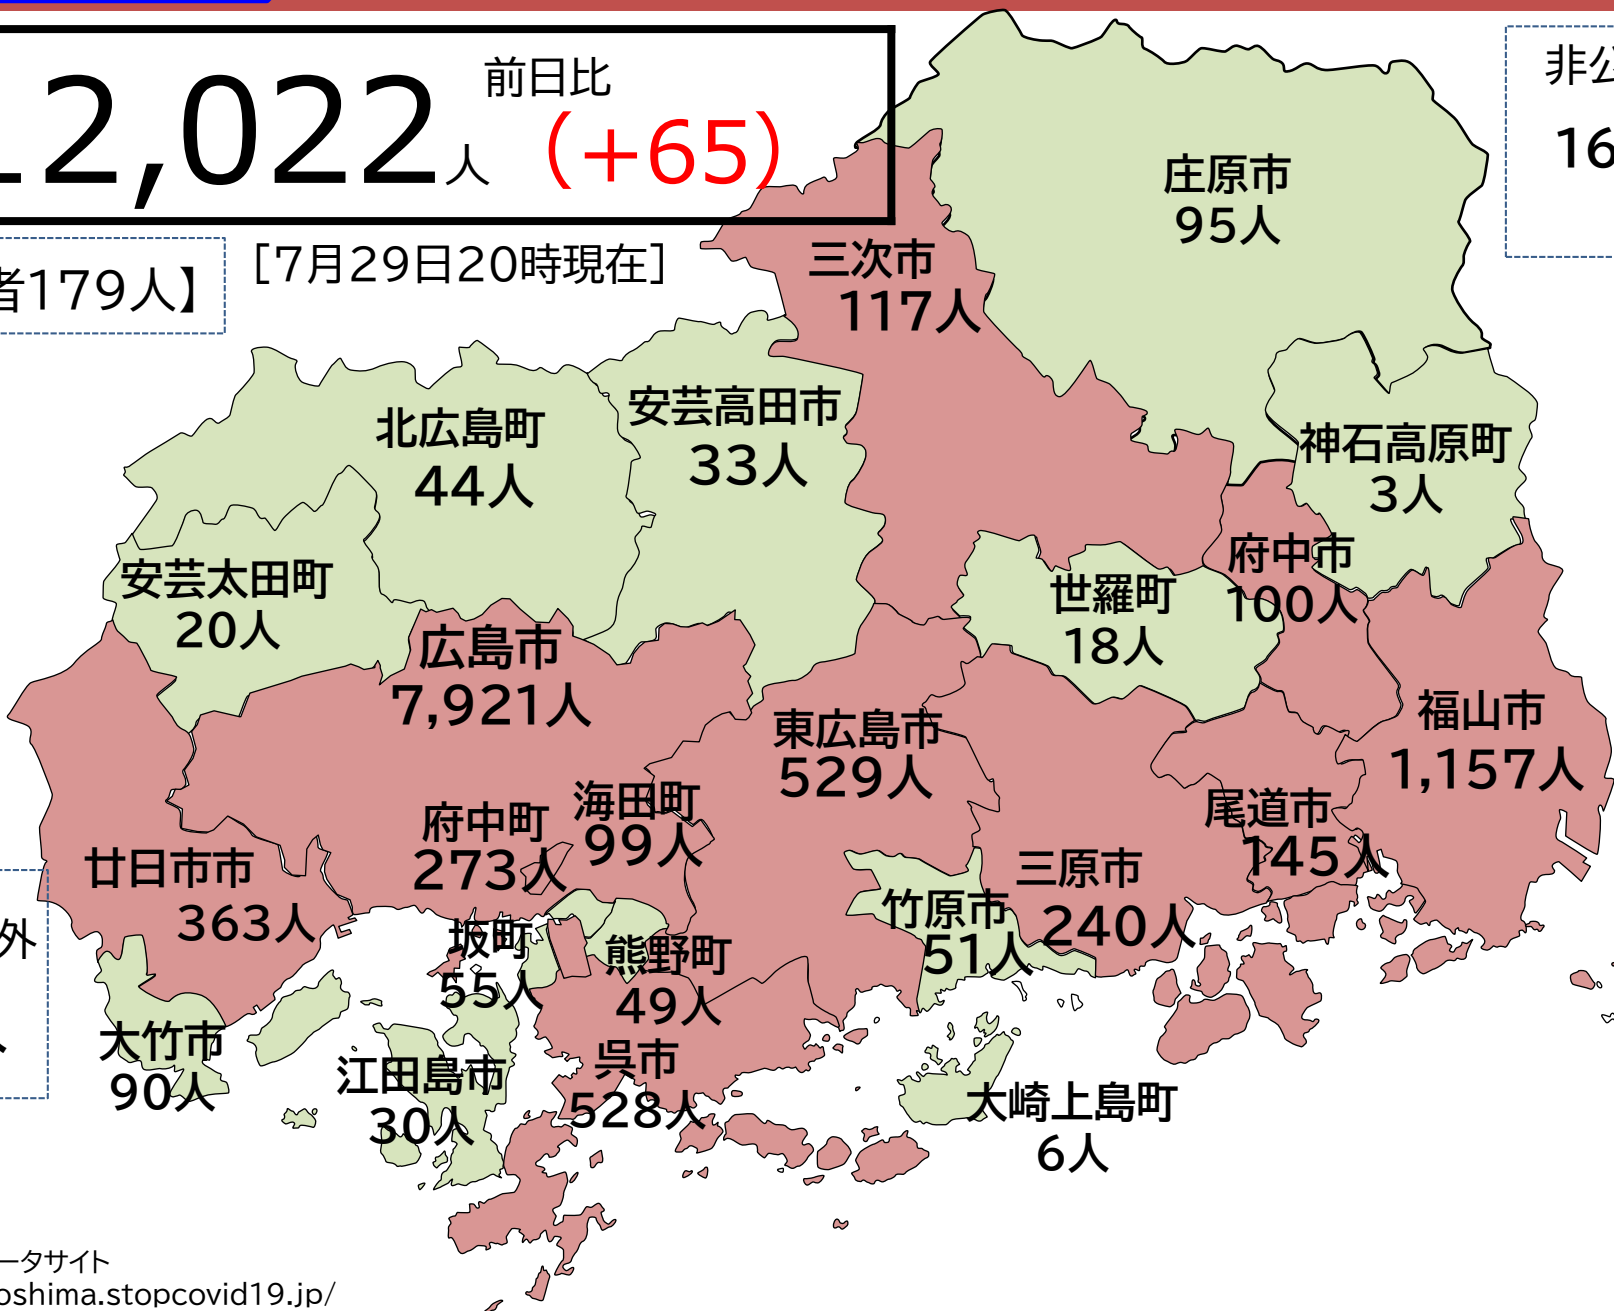 12,022人
前日比
(+65)
者179人】
[7月29日20時現在]
非公
16
庄原市
95人
三次市
117人
安芸高田市
33人
北広島町
44人
神石高原町
3人
府中市
100人
安芸太田町
20人
世羅町
18人
広島市
7,921人
福山市
1,157人
東広島市
529人
海田町
99人
府中町
273人
尾道市
145人
廿日市市
363人
三原市
240人
竹原市
51人
坂町
55人
熊野町
49人
外
大竹市
90人
江田島市
30人
呉市
528人
大崎上島町
6人
ータサイト
oshima.stopcovid19.jp/